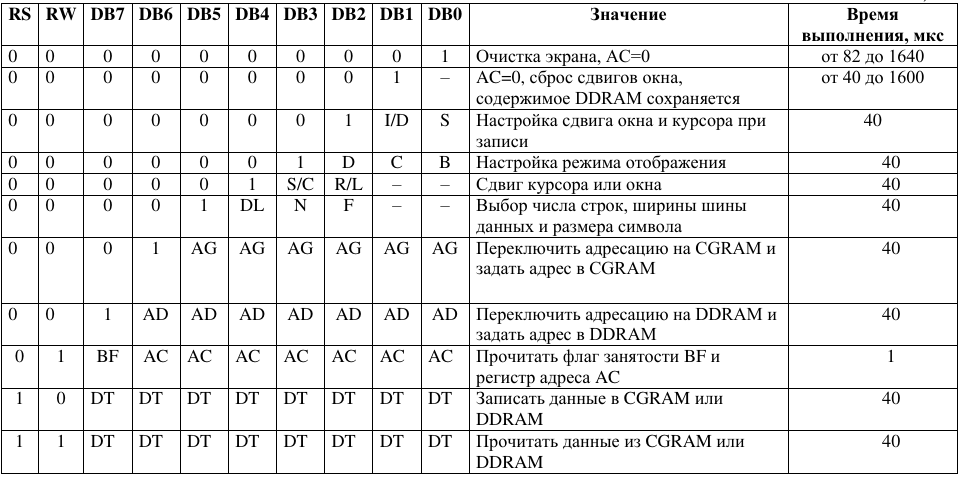 RS RW DB7 DB6 DB5 DB4 DB3 DB2 DB1 DB0 Значение Время
выполнения, мкс
0 0 0 0 0 0 0 0 0 1 Очистка экрана, AC=0 от 82 до 1640
0 0 0 0 0 0 0 0 1 – AC=0, сброс сдвигов окна, от 40 до 1600
содержимое DDRAM сохраняется
0 0 0 0 0 0 0 1 I/D S Настройка сдвига окна и курсора при 40
записи
0 0 0 0 0 0 1 D C B Настройка режима отображения 40
0 0 0 0 0 1 S/C R/L – – Сдвиг курсора или окна 40
0 0 0 0 1 DL N F – – Выбор числа строк, ширины шины 40
данных и размера символа
0 0 0 1 AG AG AG AG AG AG Переключить адресацию на CGRAM и 40
задать адрес в CGRAM
0 0 1 AD AD AD AD AD AD AD Переключить адресацию на DDRAM и 40
задать адрес в DDRAM
0 1 BF AC AC AC AC AC AC AC Прочитать флаг занятости BF и 1
регистр адреса AC
1 0 DT DT DT DT DT DT DT DT Записать данные в CGRAM или 40
DDRAM
1 1 DT DT DT DT DT DT DT DT Прочитать данные из CGRAM или 40
DDRAM